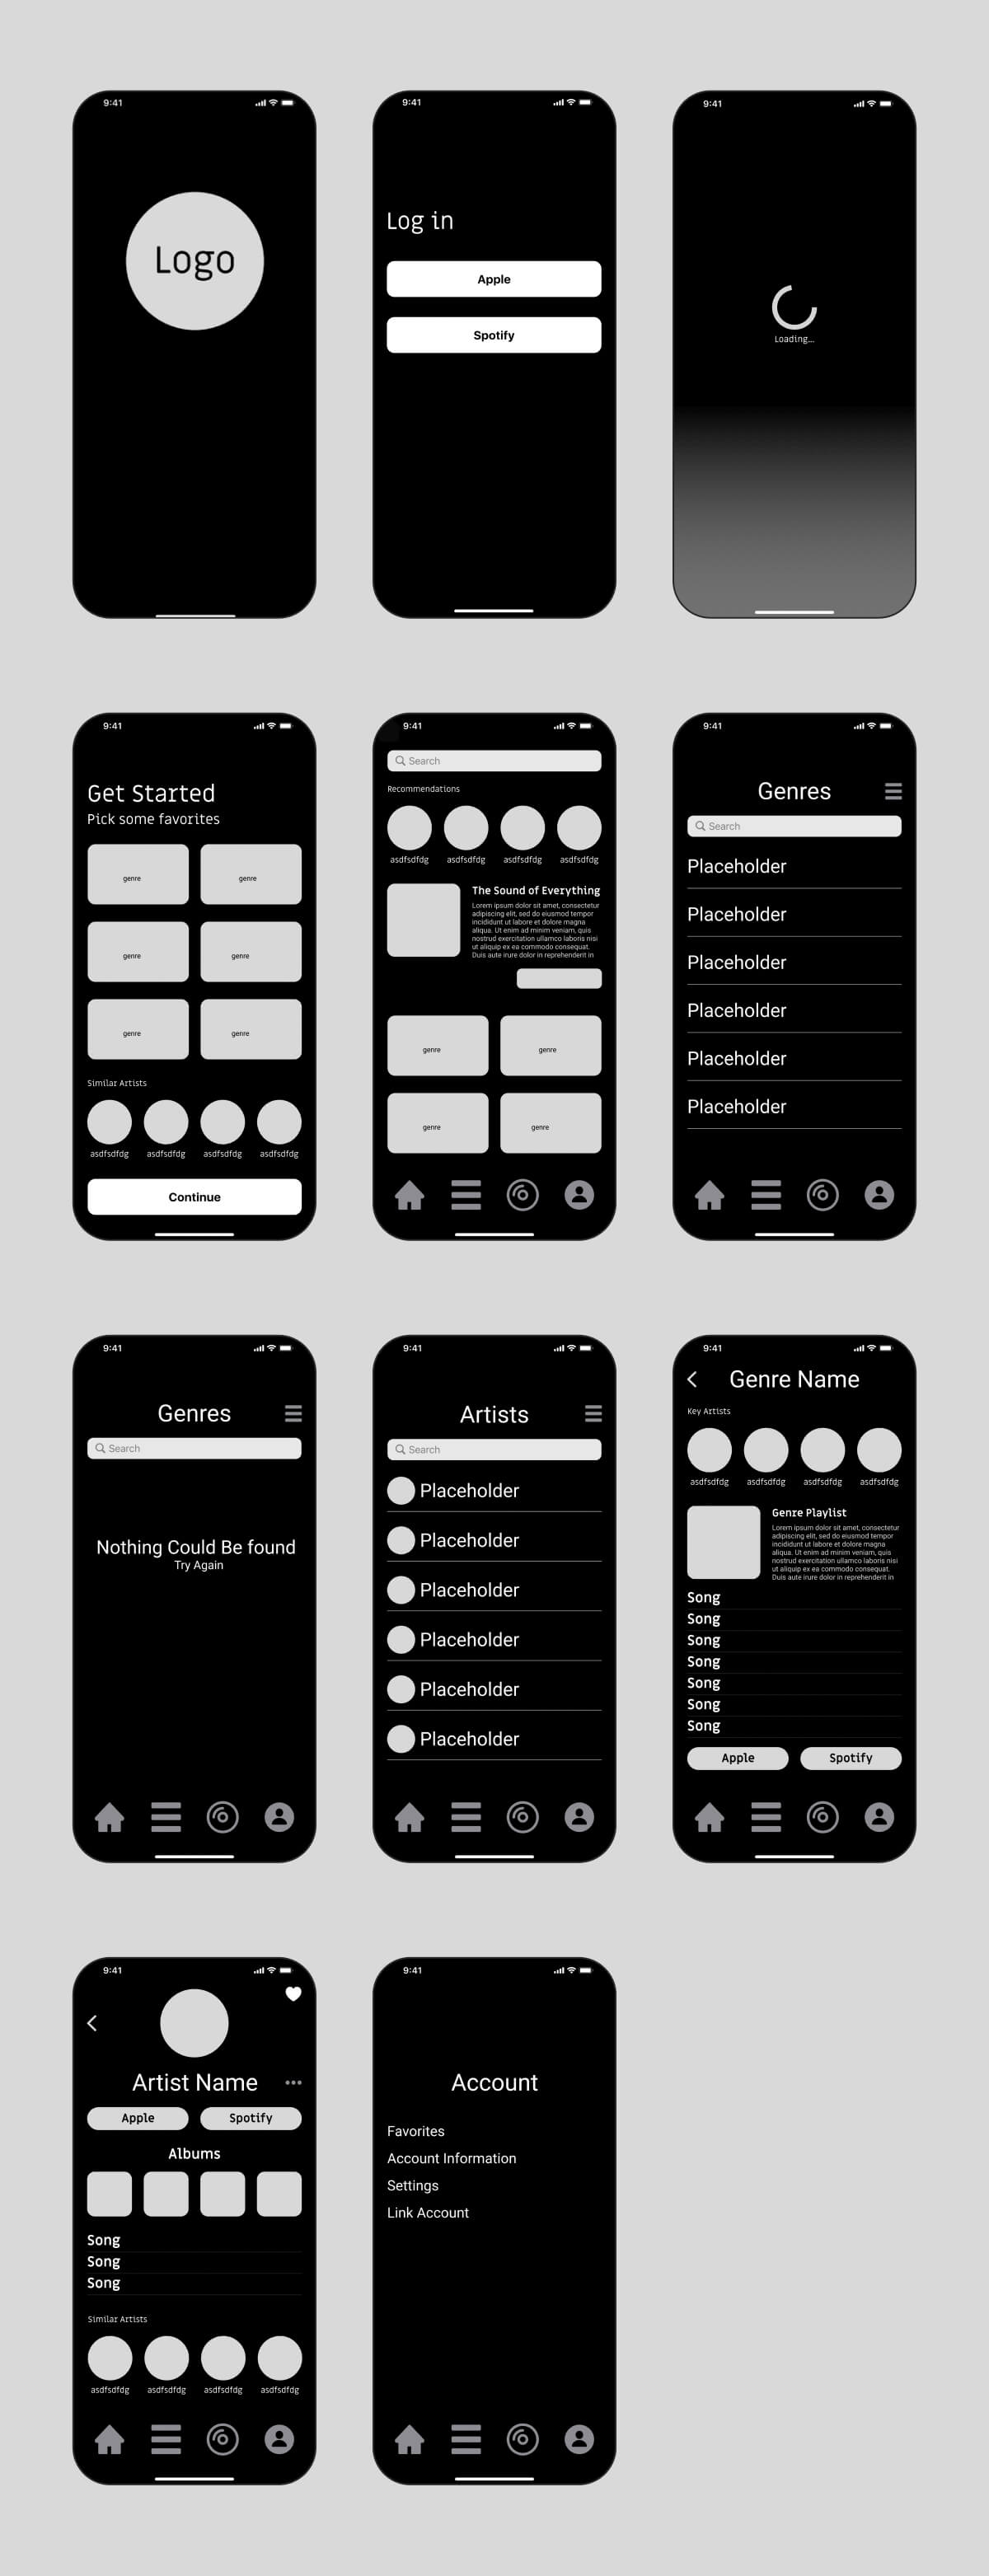 9:41
Logo
9:41
Log in
Apple
Spotify
9:41
Loading...
9:41
Get Started
Pick some favorites
genre genre
genre genre
genre genre
Similar Artists
asdfsdfdg asdfsdfdg asdfsdfdg asdfsdfdg
Continue
9:41
Search
Recommendations
asdfsdfdg asdfsdfdg asdfsdfdg asdfsdfdg
The Sound of Everything
Lorem ipsum dolor sit amet, consectetur
adipiscing elit, sed do eiusmod tempor
incididunt ut labore et dolore magna
aliqua. Ut enim ad minim veniam, quis
nostrud exercitation ullamco laboris nisi
ut aliquip ex ea commodo consequat.
Duis aute irure dolor in reprehenderit in
genre genre
genre genre
9:41
Genres
Search
Placeholder
Placeholder
Placeholder
Placeholder
Placeholder
Placeholder
9:41
Genres
Search
Nothing Could Be found
Try Again
9:41
Artists
Search
Placeholder
Placeholder
Placeholder
Placeholder
Placeholder
Placeholder
9:41
Genre Name
Key Artists
asdfsdfdg asdfsdfdg asdfsdfdg asdfsdfdg
Genre Playlist
Lorem ipsum dolor sit amet, consectetur
adipiscing elit, sed do eiusmod tempor
incididunt ut labore et dolore magna
aliqua. Ut enim ad minim veniam, quis
nostrud exercitation ullamco laboris nisi
ut aliquip ex ea commodo consequat.
Duis aute irure dolor in reprehenderit in
Song
Song
Song
Song
Song
Song
Song
Apple Spotify
9:41
Artist Name
Apple Spotify
Albums
Song
Song
Song
Similar Artists
asdfsdfdg asdfsdfdg asdfsdfdg asdfsdfdg
9:41
Account
Favorites
Account Information
Settings
Link Account